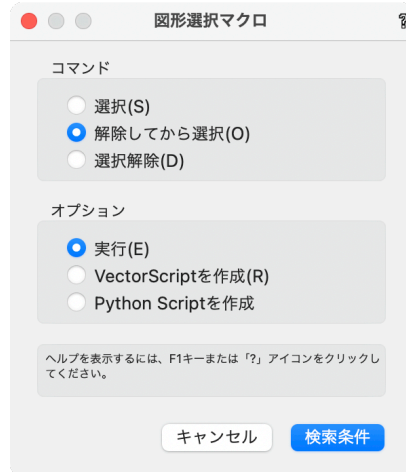 図形選択マクロ
コマンド
選択(S)
解除してから選択(O)
選択解除(D)
オプション
実行(E)
VectorScriptを作成(R)
Python Scriptを作成
ヘルプを表示するには、F1キーまたは「?」アイコンをクリックし
てください。
キャンセル
検索条件